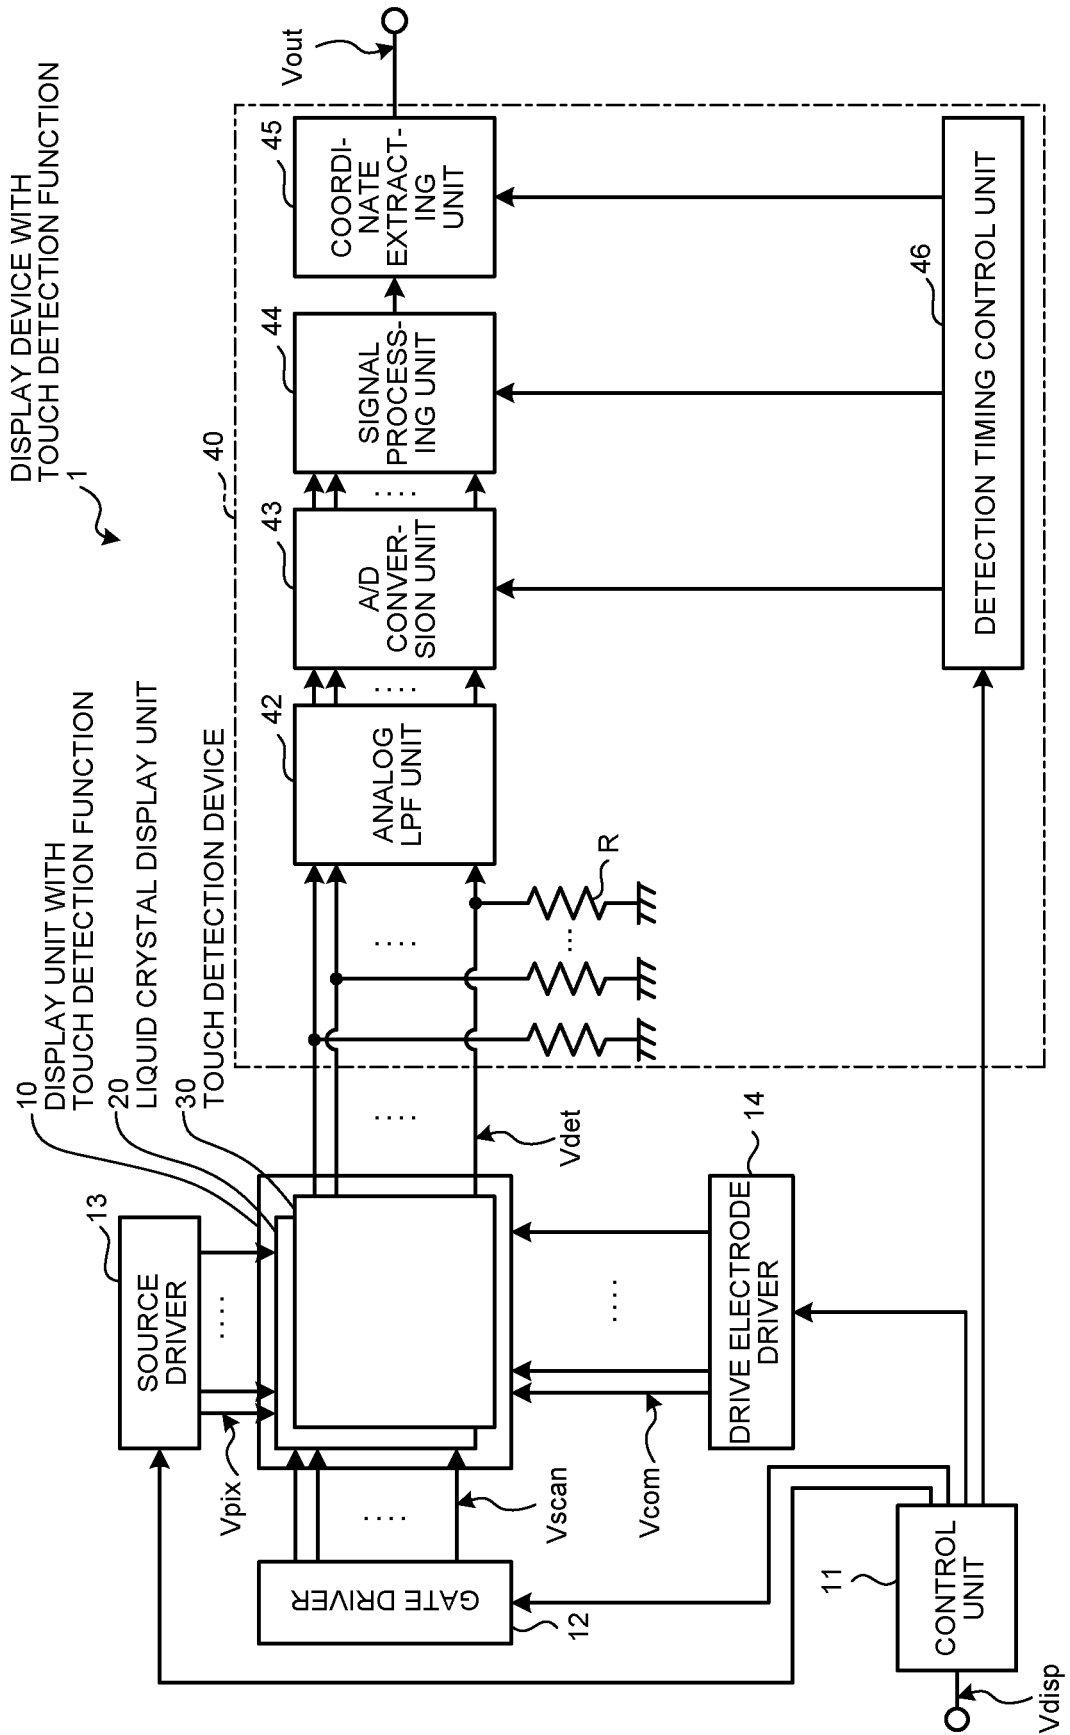 DISPLAY DEVICE WITH
TOUCH DETECTION FUNCTION
1
10
DISPLAY UNIT WITH
TOUCH DETECTION FUNCTION
20
LIQUID CRYSTAL DISPLAY UNIT
30
TOUCH DETECTION DEVICE
13
SOURCE
DRIVER
....
Vpix
GATE DRIVER
12
....
Vscan
....
Vdet
....
Vcom
DRIVE ELECTRODE
DRIVER
14
CONTROL
UNIT
11
Vdisp
40
....
R
...
42
ANALOG
LPF UNIT
....
43
A/D
CONVER-
SION UNIT
....
44
SIGNAL
PROCESS-
ING UNIT
45
COORDI-
NATE
EXTRACT-
ING
UNIT
Vout
46
DETECTION TIMING CONTROL UNIT